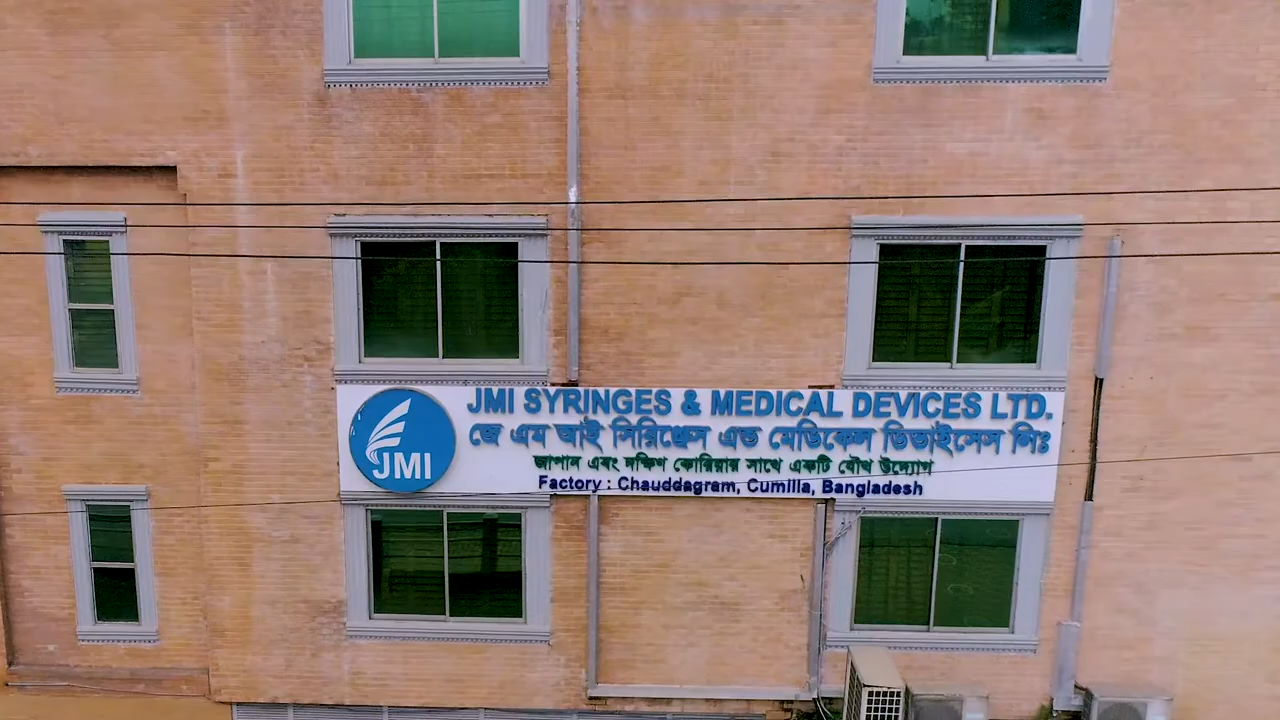 JMI
JMI SYRINGES & MEDICAL DEVICES LTD.
জে এম আই সিরিঞ্জেস এন্ড মেডিকেল ডিভাইসেস লিঃ
জাপান এবং দক্ষিণ কোরিয়ার সাথে একটি যৌথ উদ্যোগ
Factory : Chauddagram, Cumilla, Bangladesh